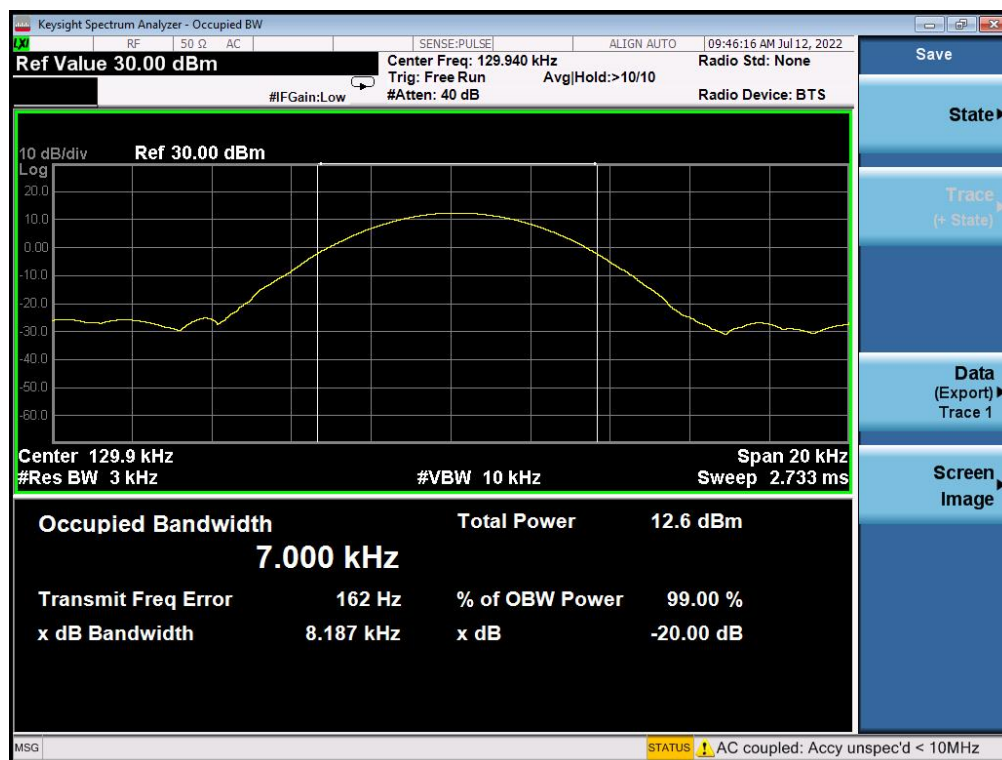 Keysight Spectrum Analyzer - Occupied BW
LXI RF 50 Ω AC SENSE:PULSE ALIGN AUTO 09:46:16 AM Jul 12, 2022
Ref Value 30.00 dBm
Center Freq: 129.940 kHz
Radio Std: None
Trig: Free Run Avg|Hold:>10/10
#IFGain:Low #Atten: 40 dB Radio Device: BTS
10 dB/div Ref 30.00 dBm
Log
20.0
10.0
0.00
-10.0
-20.0
-30.0
-40.0
-50.0
-60.0
Center 129.9 kHz Span 20 kHz
#Res BW 3 kHz #VBW 10 kHz Sweep 2.733 ms
Occupied Bandwidth Total Power 12.6 dBm
7.000 kHz
Transmit Freq Error 162 Hz % of OBW Power 99.00 %
x dB Bandwidth 8.187 kHz x dB -20.00 dB
Save
State
Trace
(+ State)
Data
(Export)
Trace 1
Screen
Image
MSG STATUS AC coupled: Accy unspec'd < 10MHz